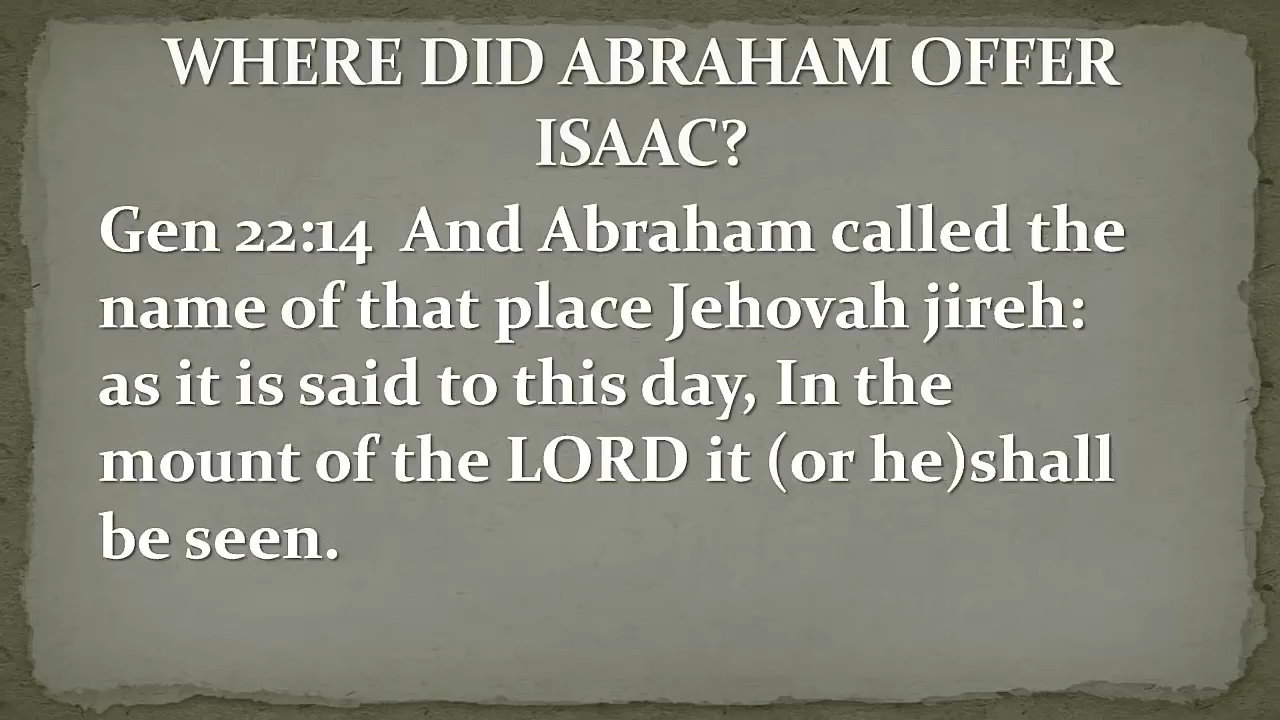 WHERE DID ABRAHAM OFFER
ISAAC?
Gen 22:14  And Abraham called the
name of that place Jehovah jireh:
as it is said to this day, In the
mount of the LORD it (or he)shall
be seen.